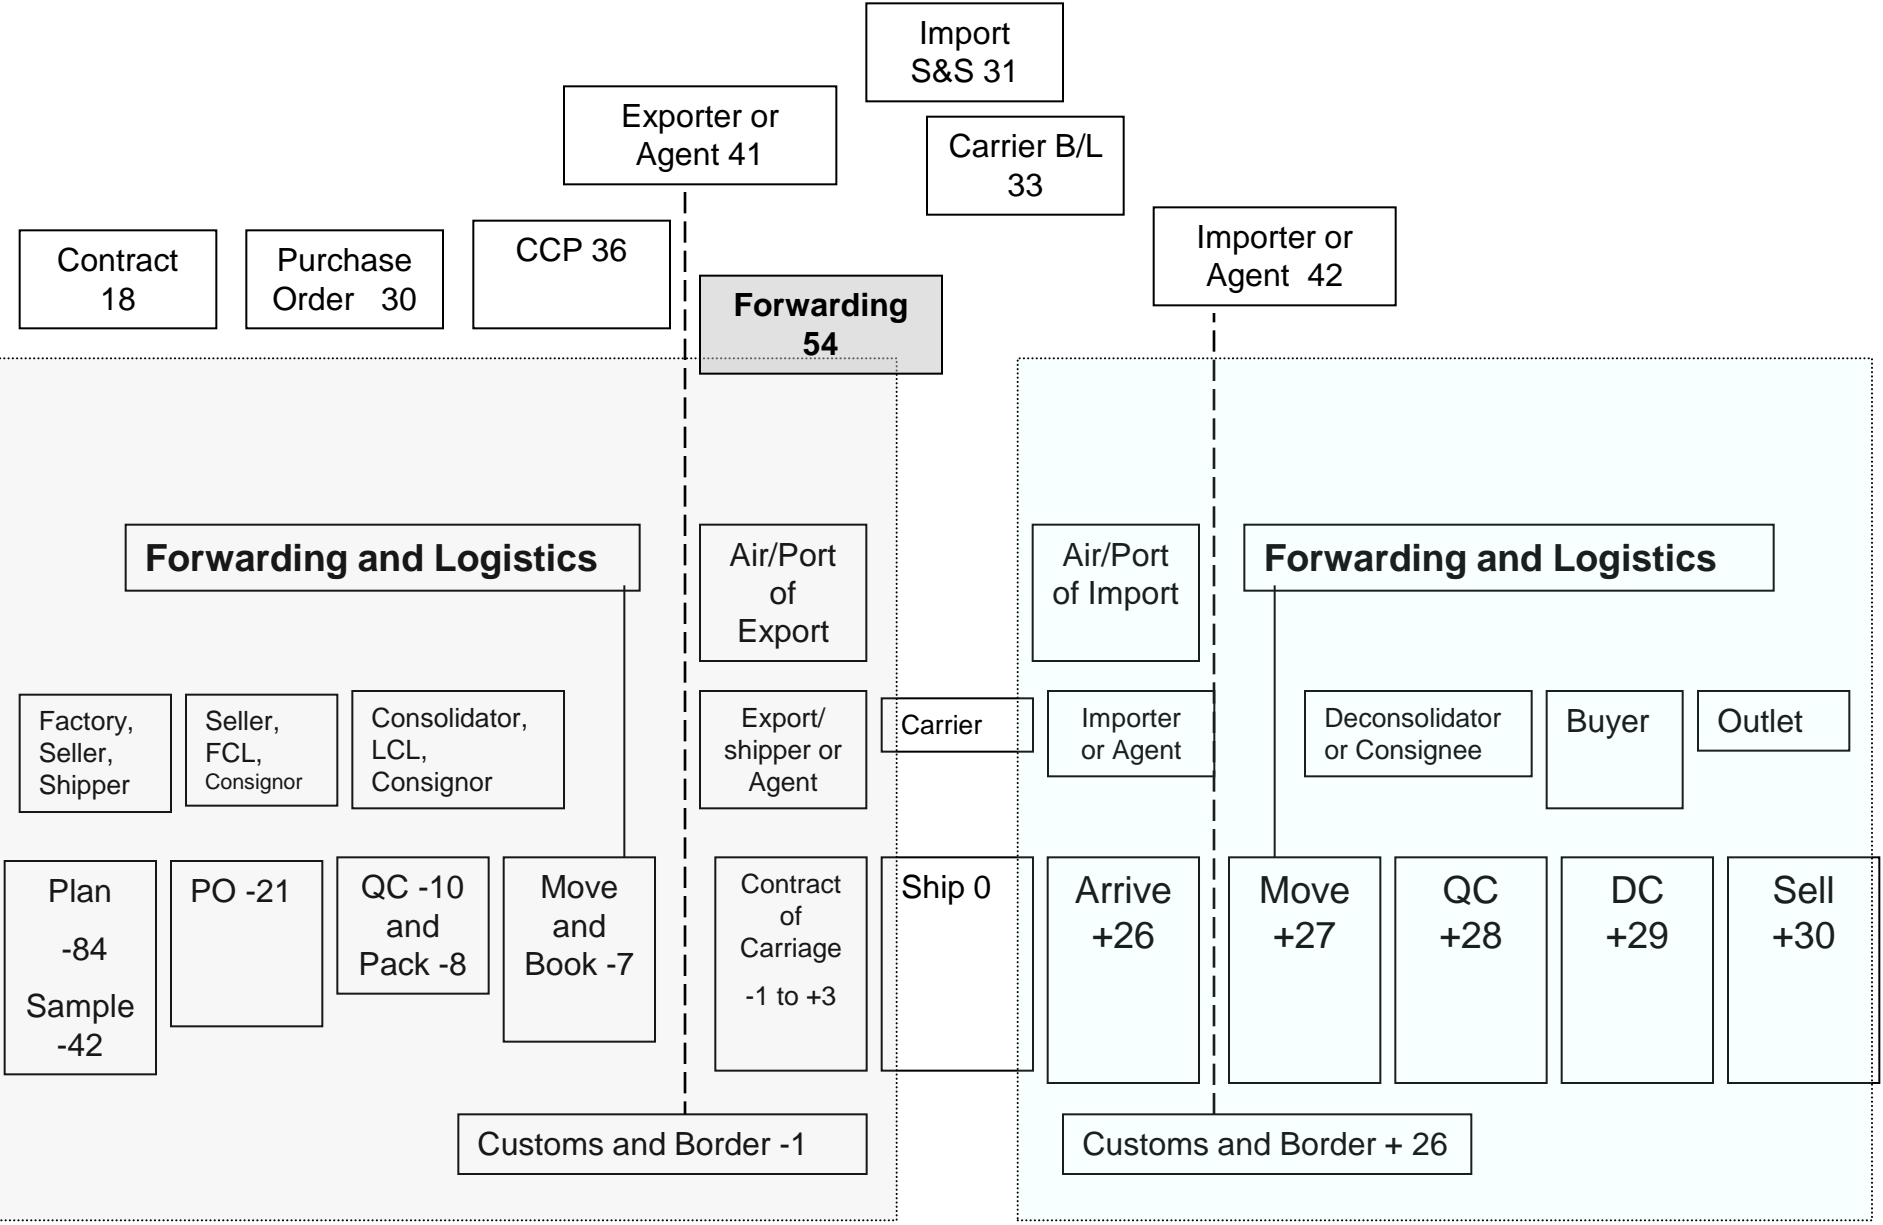 Import
S&S 31
Exporter or
Agent 41
Carrier B/L
33
Importer or
Agent 42
Contract
18
Purchase
Order 30
CCP 36
Forwarding
54
Forwarding and Logistics
Air/Port
of
Export
Air/Port
of Import
Forwarding and Logistics
Factory,
Seller,
Shipper
Seller,
FCL,
Consignor
Consolidator,
LCL,
Consignor
Export/
shipper or
Agent
Carrier
Importer
or Agent
Deconsolidator
or Consignee
Buyer
Outlet
Plan
-84
Sample
-42
PO -21
QC -10
and
Pack -8
Move
and
Book -7
Contract
of
Carriage
-1 to +3
Ship 0
Arrive
+26
Move
+27
QC
+28
DC
+29
Sell
+30
Customs and Border -1
Customs and Border + 26